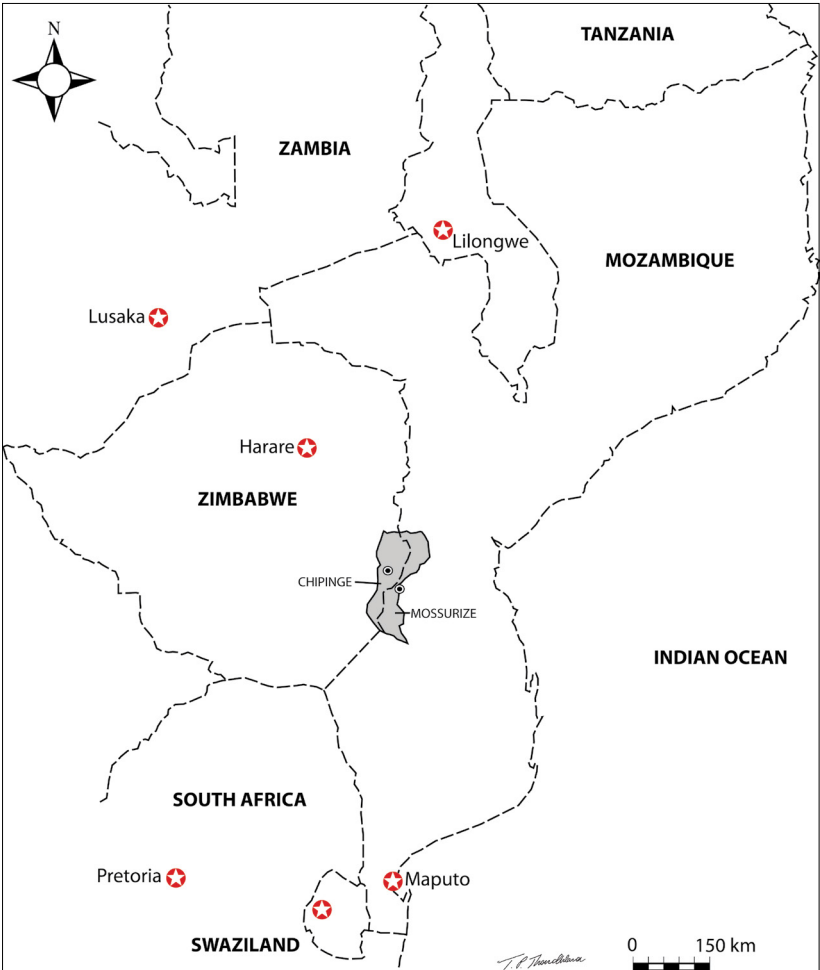 N
TANZANIA
ZAMBIA
Lilongwe
MOZAMBIQUE
Lusaka
Harare
ZIMBABWE
CHIPINGE
MOSSURIZE
INDIAN OCEAN
SOUTH AFRICA
Pretoria
Maputo
SWAZILAND
0 150 km